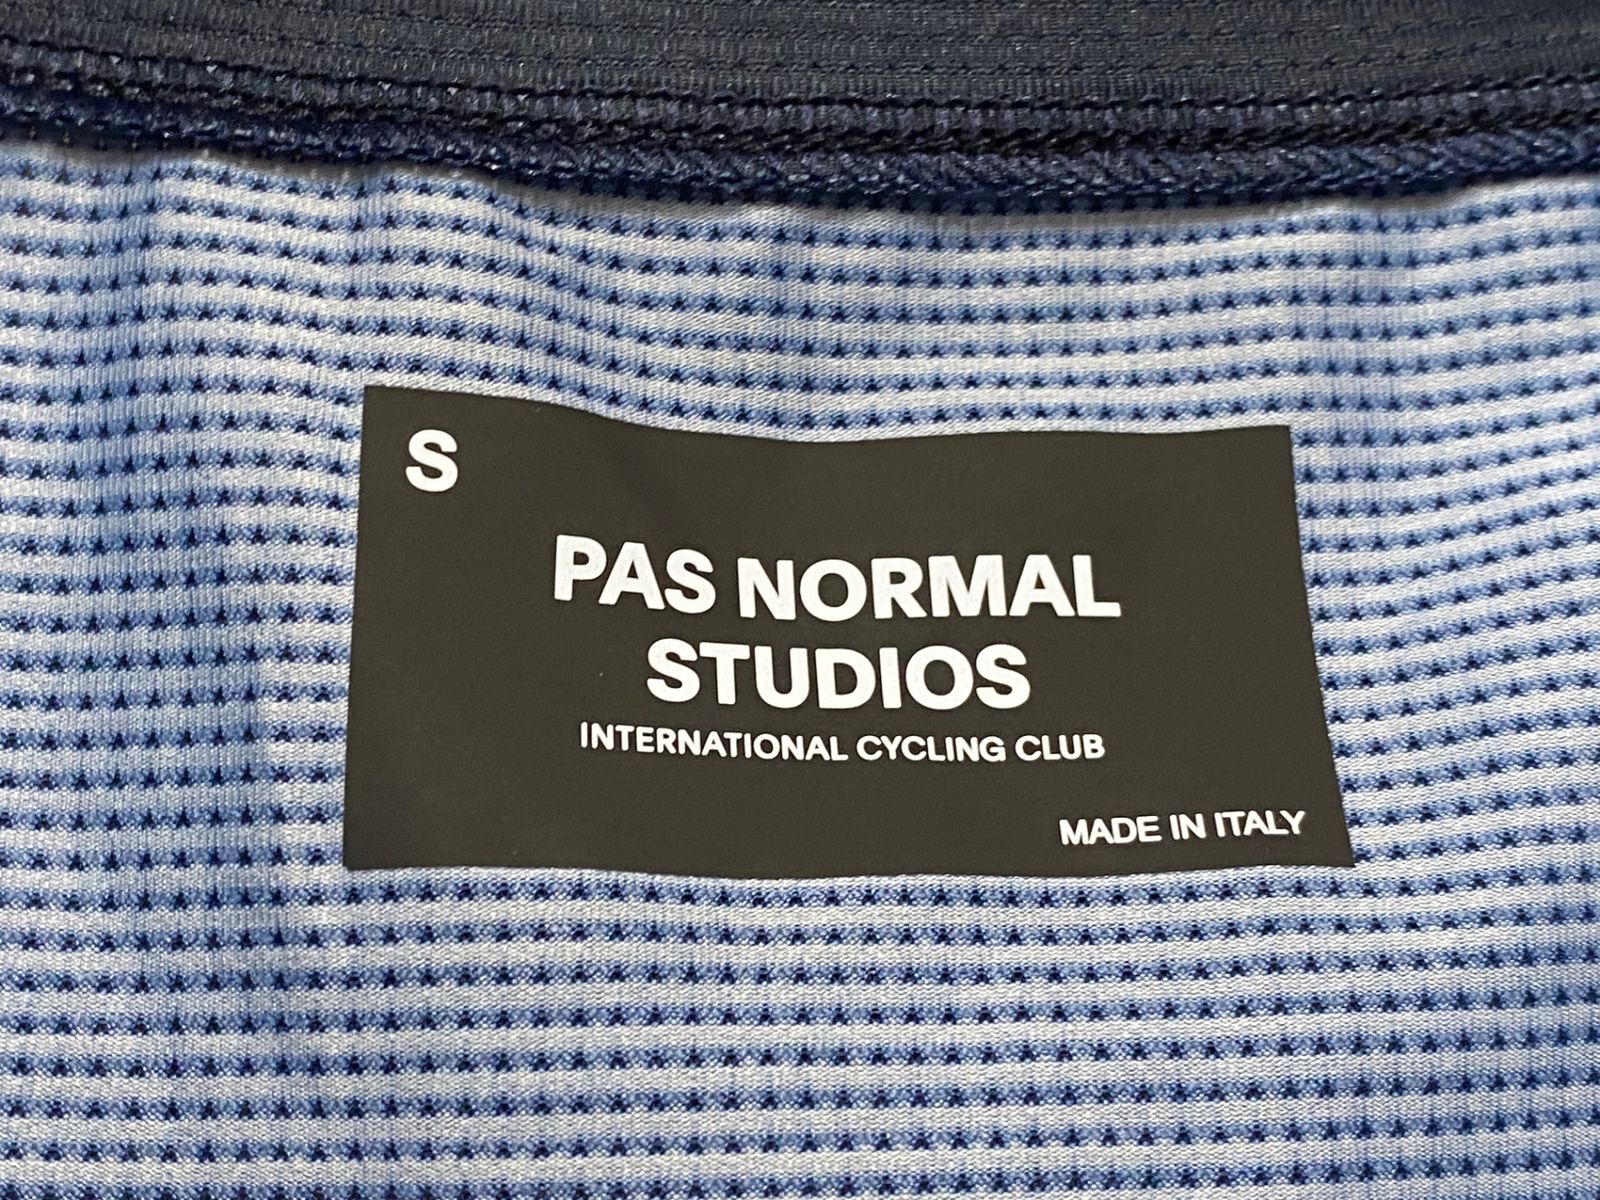 S
PAS NORMAL
STUDIOS
INTERNATIONAL CYCLING CLUB
MADE IN ITALY